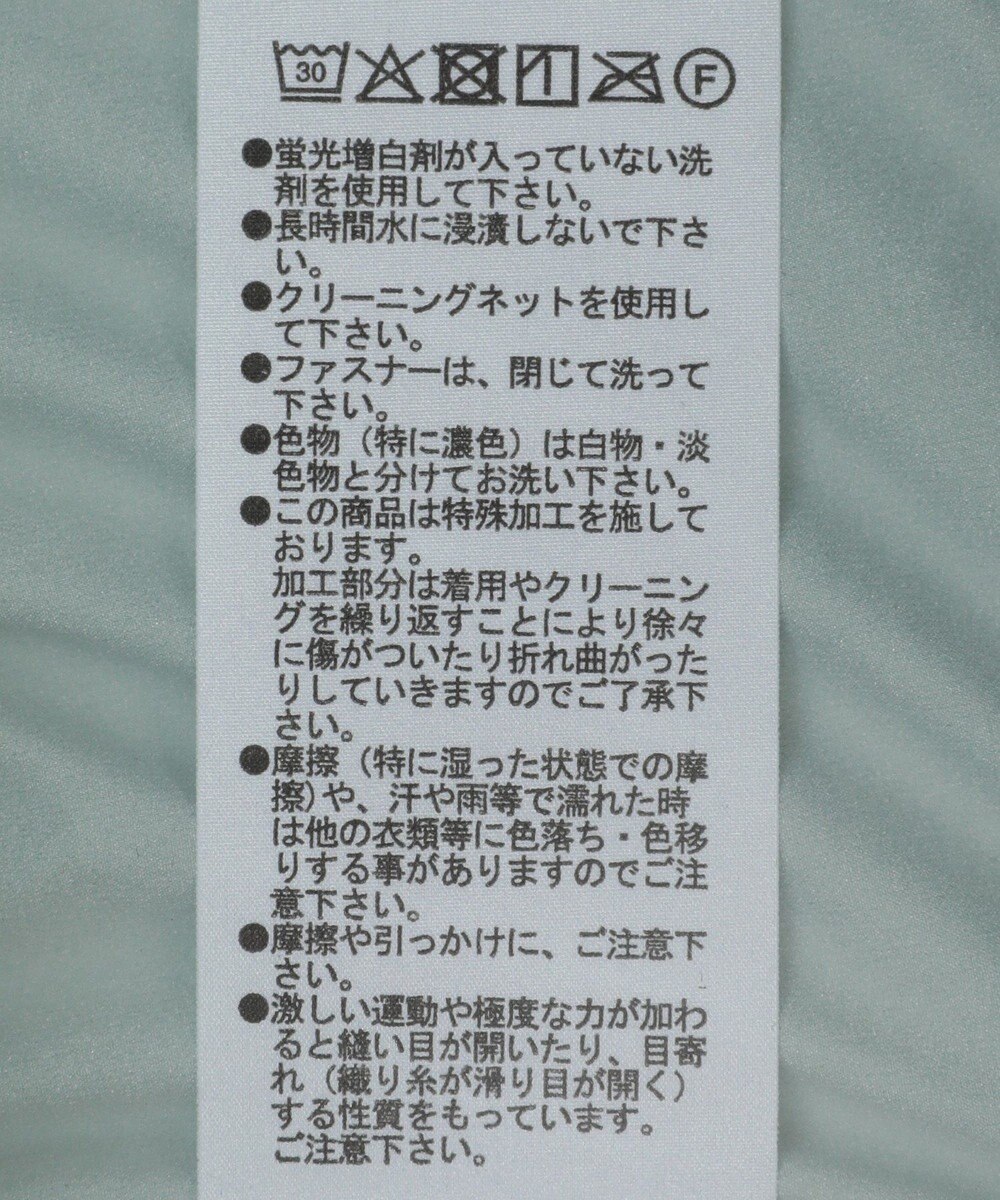 30 F
●蛍光増白剤が入っていない洗
剤を使用して下さい。
●長時間水に浸漬しないで下さ
い。
●クリーニングネットを使用し
て下さい。
●ファスナーは、閉じて洗って
下さい。
●色物（特に濃色）は白物・淡
色物と分けてお洗い下さい。
●この商品は特殊加工を施して
おります。
加工部分は着用やクリーニン
グを繰り返すことにより徐々
に傷がついたり折れ曲がった
りしていきますのでご了承下
さい。
●摩擦（特に湿った状態での摩
擦)や、汗や雨等で濡れた時
は他の衣類等に色落ち・色移
りする事がありますのでご注
意下さい。
●摩擦や引っかけに、ご注意下
さい。
●激しい運動や極度な力が加わ
ると縫い目が開いたり、目寄
れ（織り糸が滑り目が開く）
する性質をもっています。
ご注意下さい。